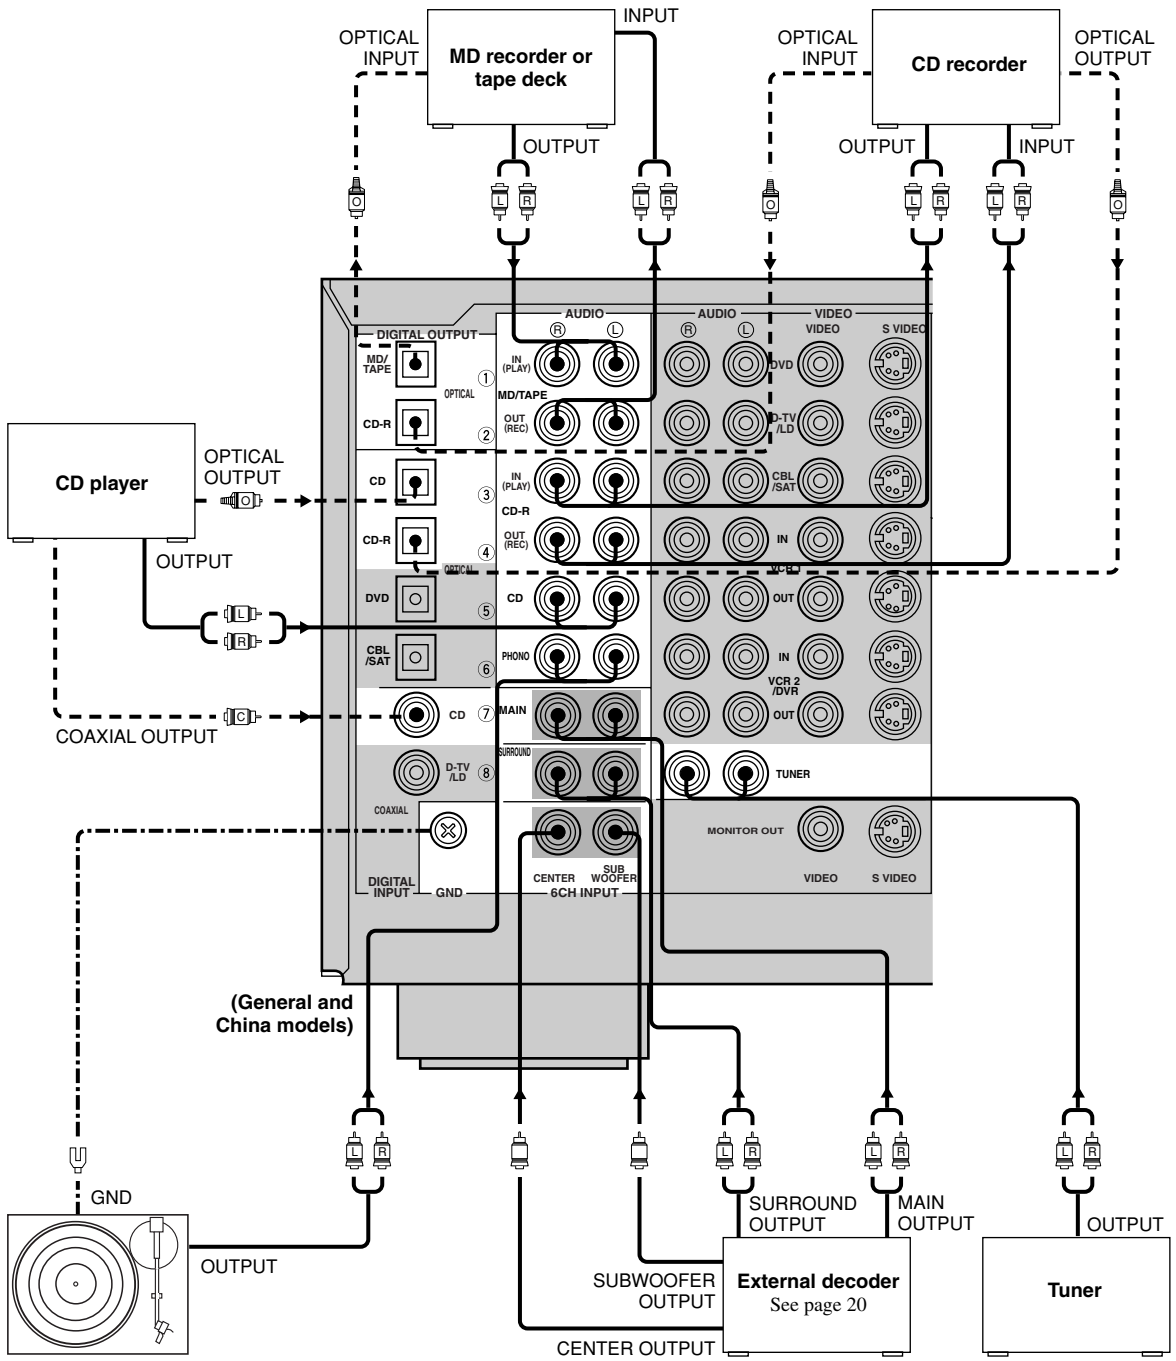 INPUT
OPTICAL
INPUT
MD recorder or
tape deck
OPTICAL
INPUT
CD recorder
OPTICAL
OUTPUT
OUTPUT
OUTPUT
INPUT
O
L
R
L
R
O
L
R
L
R
O
AUDIO
AUDIO
VIDEO
R
L
R
L
VIDEO
S VIDEO
DIGITAL OUTPUT
MD/
TAPE
1
OPTICAL
IN
(PLAY)
MD/TAPE
DVD
CD-R
2
OUT
(REC)
D-TV
/LD
CD player
OPTICAL
OUTPUT
O
CD
3
IN
(PLAY)
CD-R
CBL
/SAT
OUTPUT
CD-R
4
OPTICAL
OUT
(REC)
IN
VCR 1
L
R
DVD
5
CD
OUT
CBL
/SAT
6
PHONO
IN
VCR 2
/DVR
C
COAXIAL OUTPUT
CD
7
MAIN
OUT
D-TV
/LD
8
SURROUND
TUNER
COAXIAL
MONITOR OUT
DIGITAL
INPUT
GND
CENTER
SUB
WOOFER
6CH INPUT
VIDEO
S VIDEO
(General and
China models)
L
R
L
R
L
R
L
R
GND
OUTPUT
SURROUND
OUTPUT
MAIN
OUTPUT
OUTPUT
SUBWOOFER
OUTPUT
CENTER OUTPUT
External decoder
See page 20
Tuner